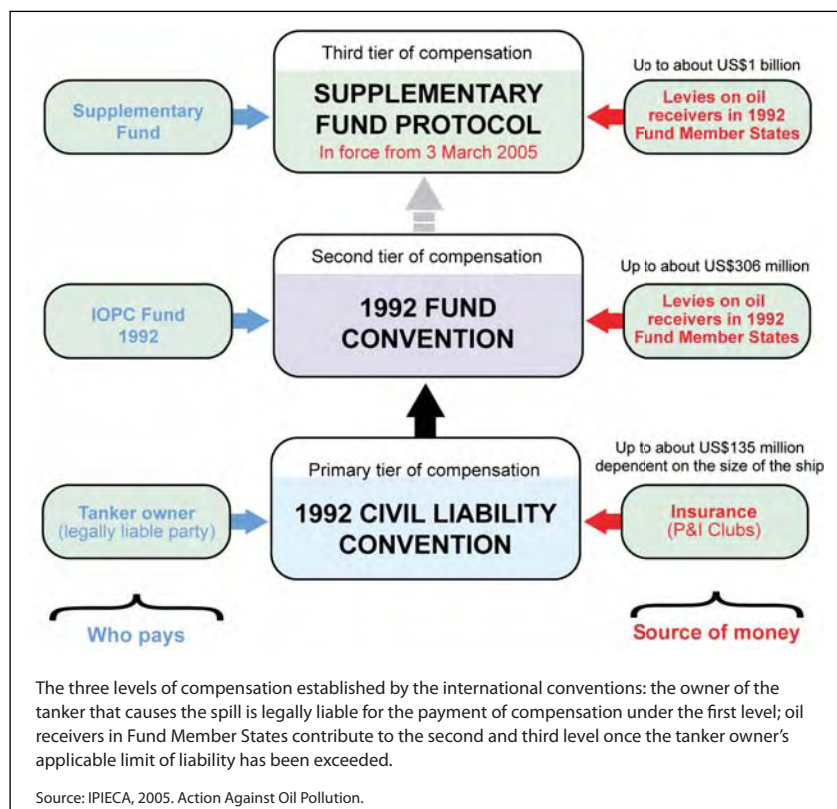 Third tier of compensation
Up to about US$1 billion
Supplementary
Fund
SUPPLEMENTARY
FUND PROTOCOL
In force from 3 March 2005
Levies on oil
receivers in 1992
Fund Member States
Second tier of compensation
Up to about US$306 million
IOPC Fund
1992
1992 FUND
CONVENTION
Levies on oil
receivers in 1992
Fund Member States
Primary tier of compensation
Up to about US$135 million
dependent on the size of the ship
Tanker owner
(legally liable party)
1992 CIVIL LIABILITY
CONVENTION
Insurance
(P&I Clubs)
Who pays
Source of money
The three levels of compensation established by the international conventions: the owner of the
tanker that causes the spill is legally liable for the payment of compensation under the first level; oil
receivers in Fund Member States contribute to the second and third level once the tanker owner’s
applicable limit of liability has been exceeded.
Source: IPIECA, 2005. Action Against Oil Pollution.